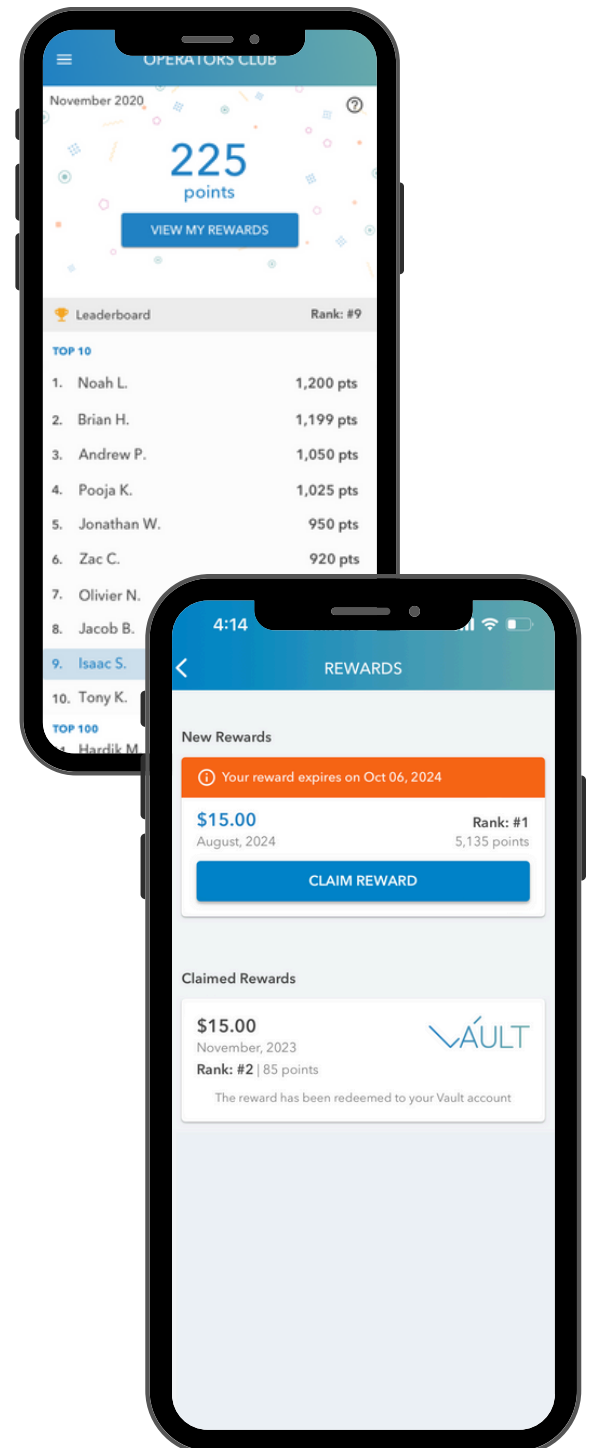 OPERATORS CLUB
November 2020
225
points
VIEW MY REWARDS
Leaderboard Rank: #9
TOP 10
1. Noah L. 1,200 pts
2. Brian H. 1,199 pts
3. Andrew P. 1,050 pts
4. Pooja K. 1,025 pts
5. Jonathan W. 950 pts
6. Zac C. 920 pts
7. Olivier N.
8. Jacob B.
9. Isaac S.
10. Tony K.
TOP 100
Hardik M
4:14
REWARDS
New Rewards
Your reward expires on Oct 06, 2024
$15.00 Rank: #1
August, 2024 5,135 points
CLAIM REWARD
Claimed Rewards
$15.00 VAULT
November, 2023
Rank: #2 | 85 points
The reward has been redeemed to your Vault account